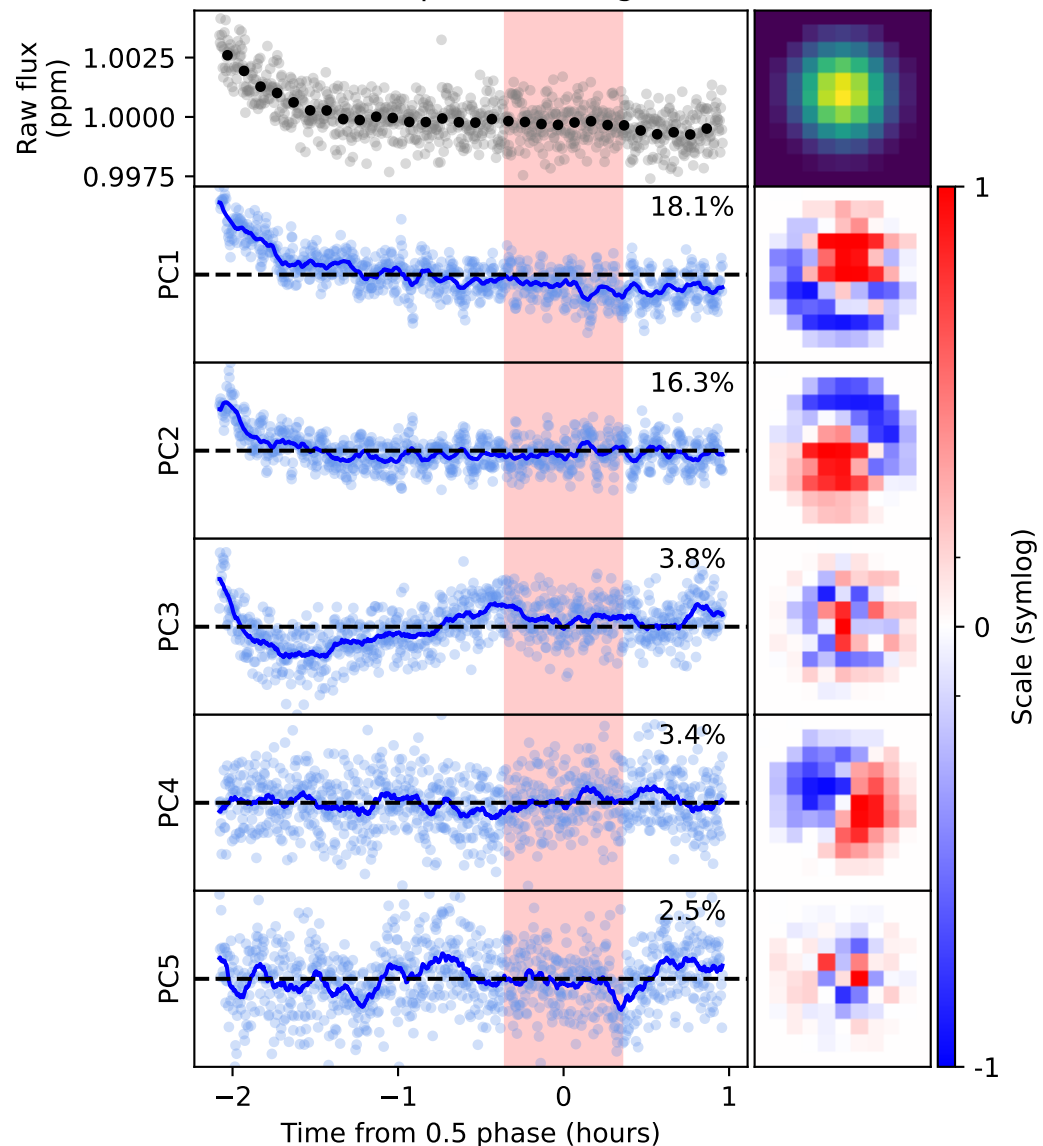 Raw flux
(ppm)
1.0025
1.0000
0.9975
PC1
18.1%
1
PC2
16.3%
PC3
3.8%
0
Scale (symlog)
PC4
3.4%
PC5
2.5%
-1
−2
−1
0
1
Time from 0.5 phase (hours)